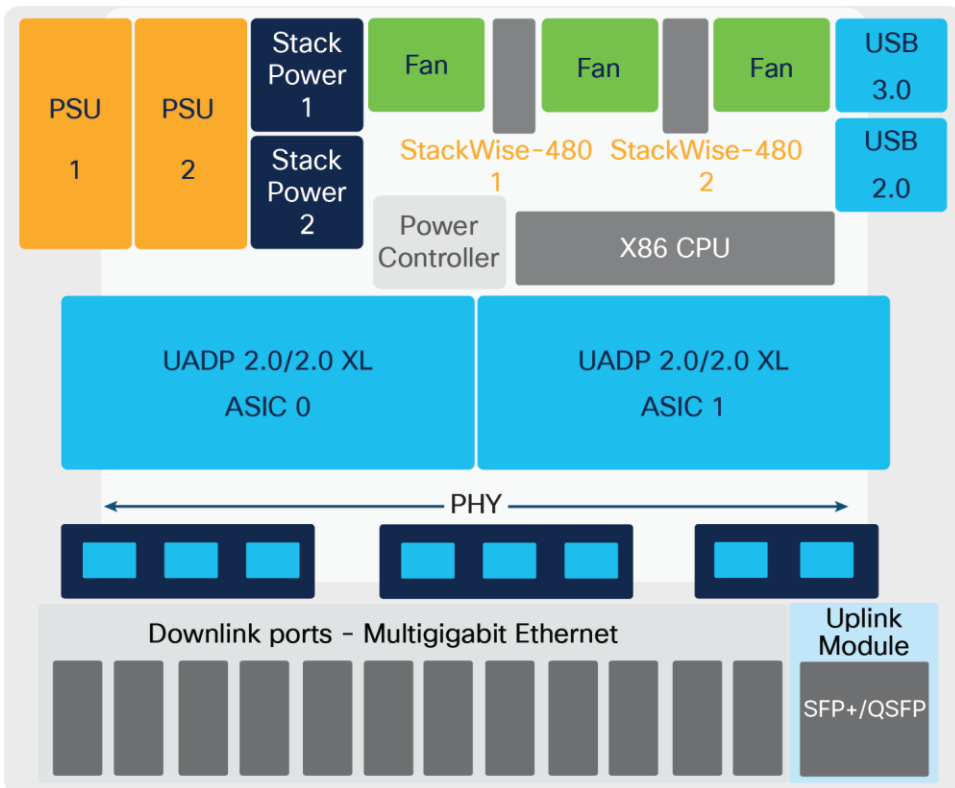 PSU
1
PSU
2
Stack
Power
1
Stack
Power
2
Fan
Fan
Fan
USB
3.0
USB
2.0
StackWise-480
1
StackWise-480
2
Power
Controller
X86 CPU
UADP 2.0/2.0 XL
ASIC 0
UADP 2.0/2.0 XL
ASIC 1
PHY
Downlink ports - Multigigabit Ethernet
Uplink
Module
SFP+/QSFP